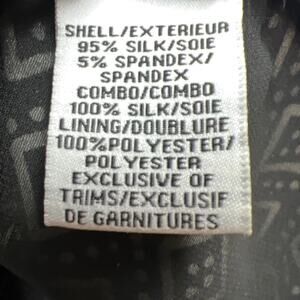 SHELL/EXTERIEUR
95% SILK/SOIE
5% SPANDEX/
SPANDEX
COMBO/COMBO
100% SILK/SOIE
LINING/DOUBLURE
100%POLYESTER/
POLYESTER
EXCLUSIVE OF
TRIMS/EXCLUSIF
DE GARNITURES